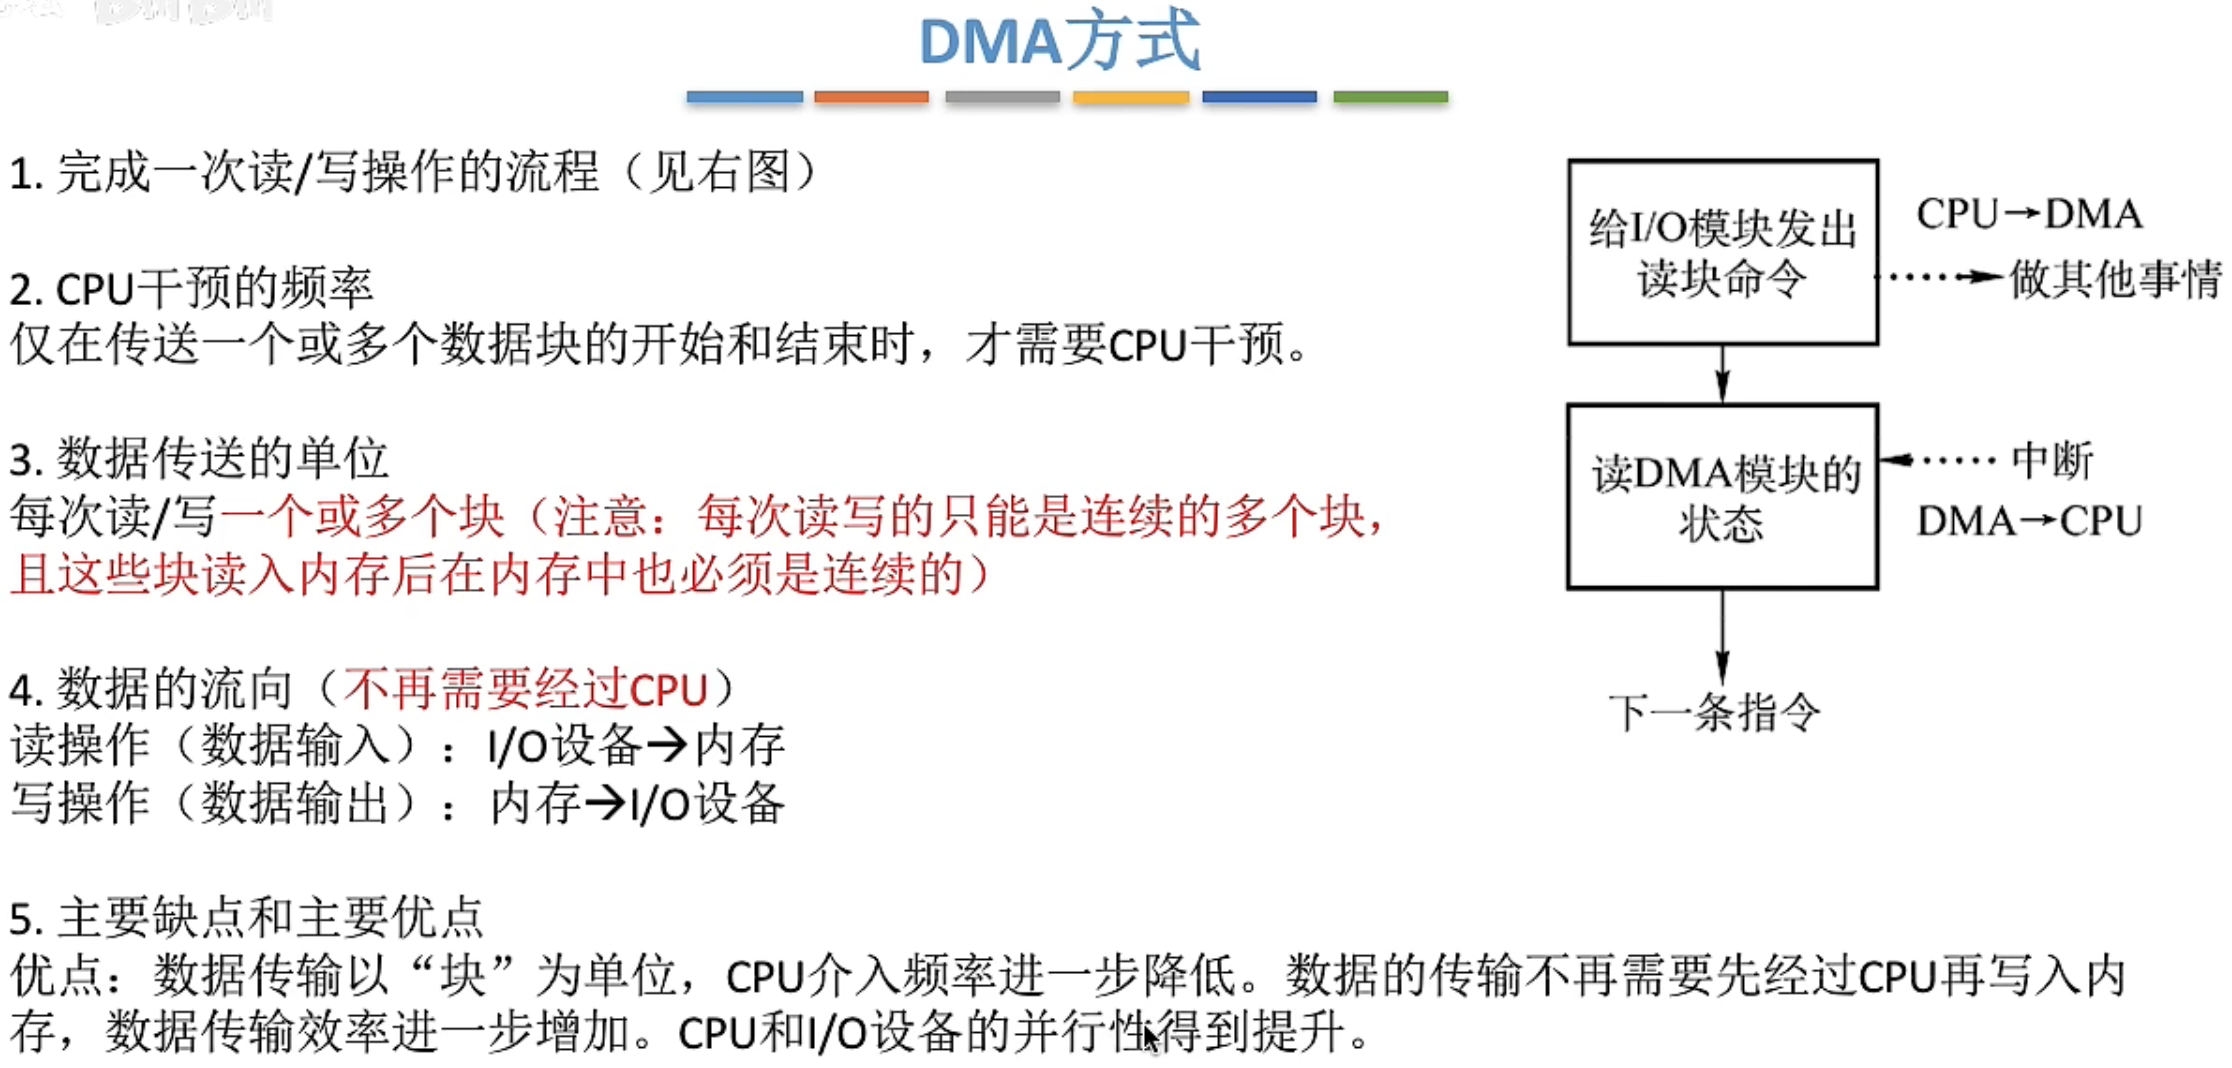 DMA方式
1. 完成一次读/写操作的流程（见右图）
2. CPU干预的频率
仅在传送一个或多个数据块的开始和结束时，才需要CPU干预。
3. 数据传送的单位
每次读/写一个或多个块（注意：每次读写的只能是连续的多个块，
且这些块读入内存后在内存中也必须是连续的）
4. 数据的流向（不再需要经过CPU）
读操作（数据输入）：I/O设备→内存
写操作（数据输出）：内存→I/O设备
5. 主要缺点和主要优点
优点：数据传输以“块”为单位，CPU介入频率进一步降低。数据的传输不再需要先经过CPU再写入内
存，数据传输效率进一步增加。CPU和I/O设备的并行性得到提升。
给I/O模块发出
读块命令
CPU→DMA
做其他事情
读DMA模块的
状态
中断
DMA→CPU
下一条指令